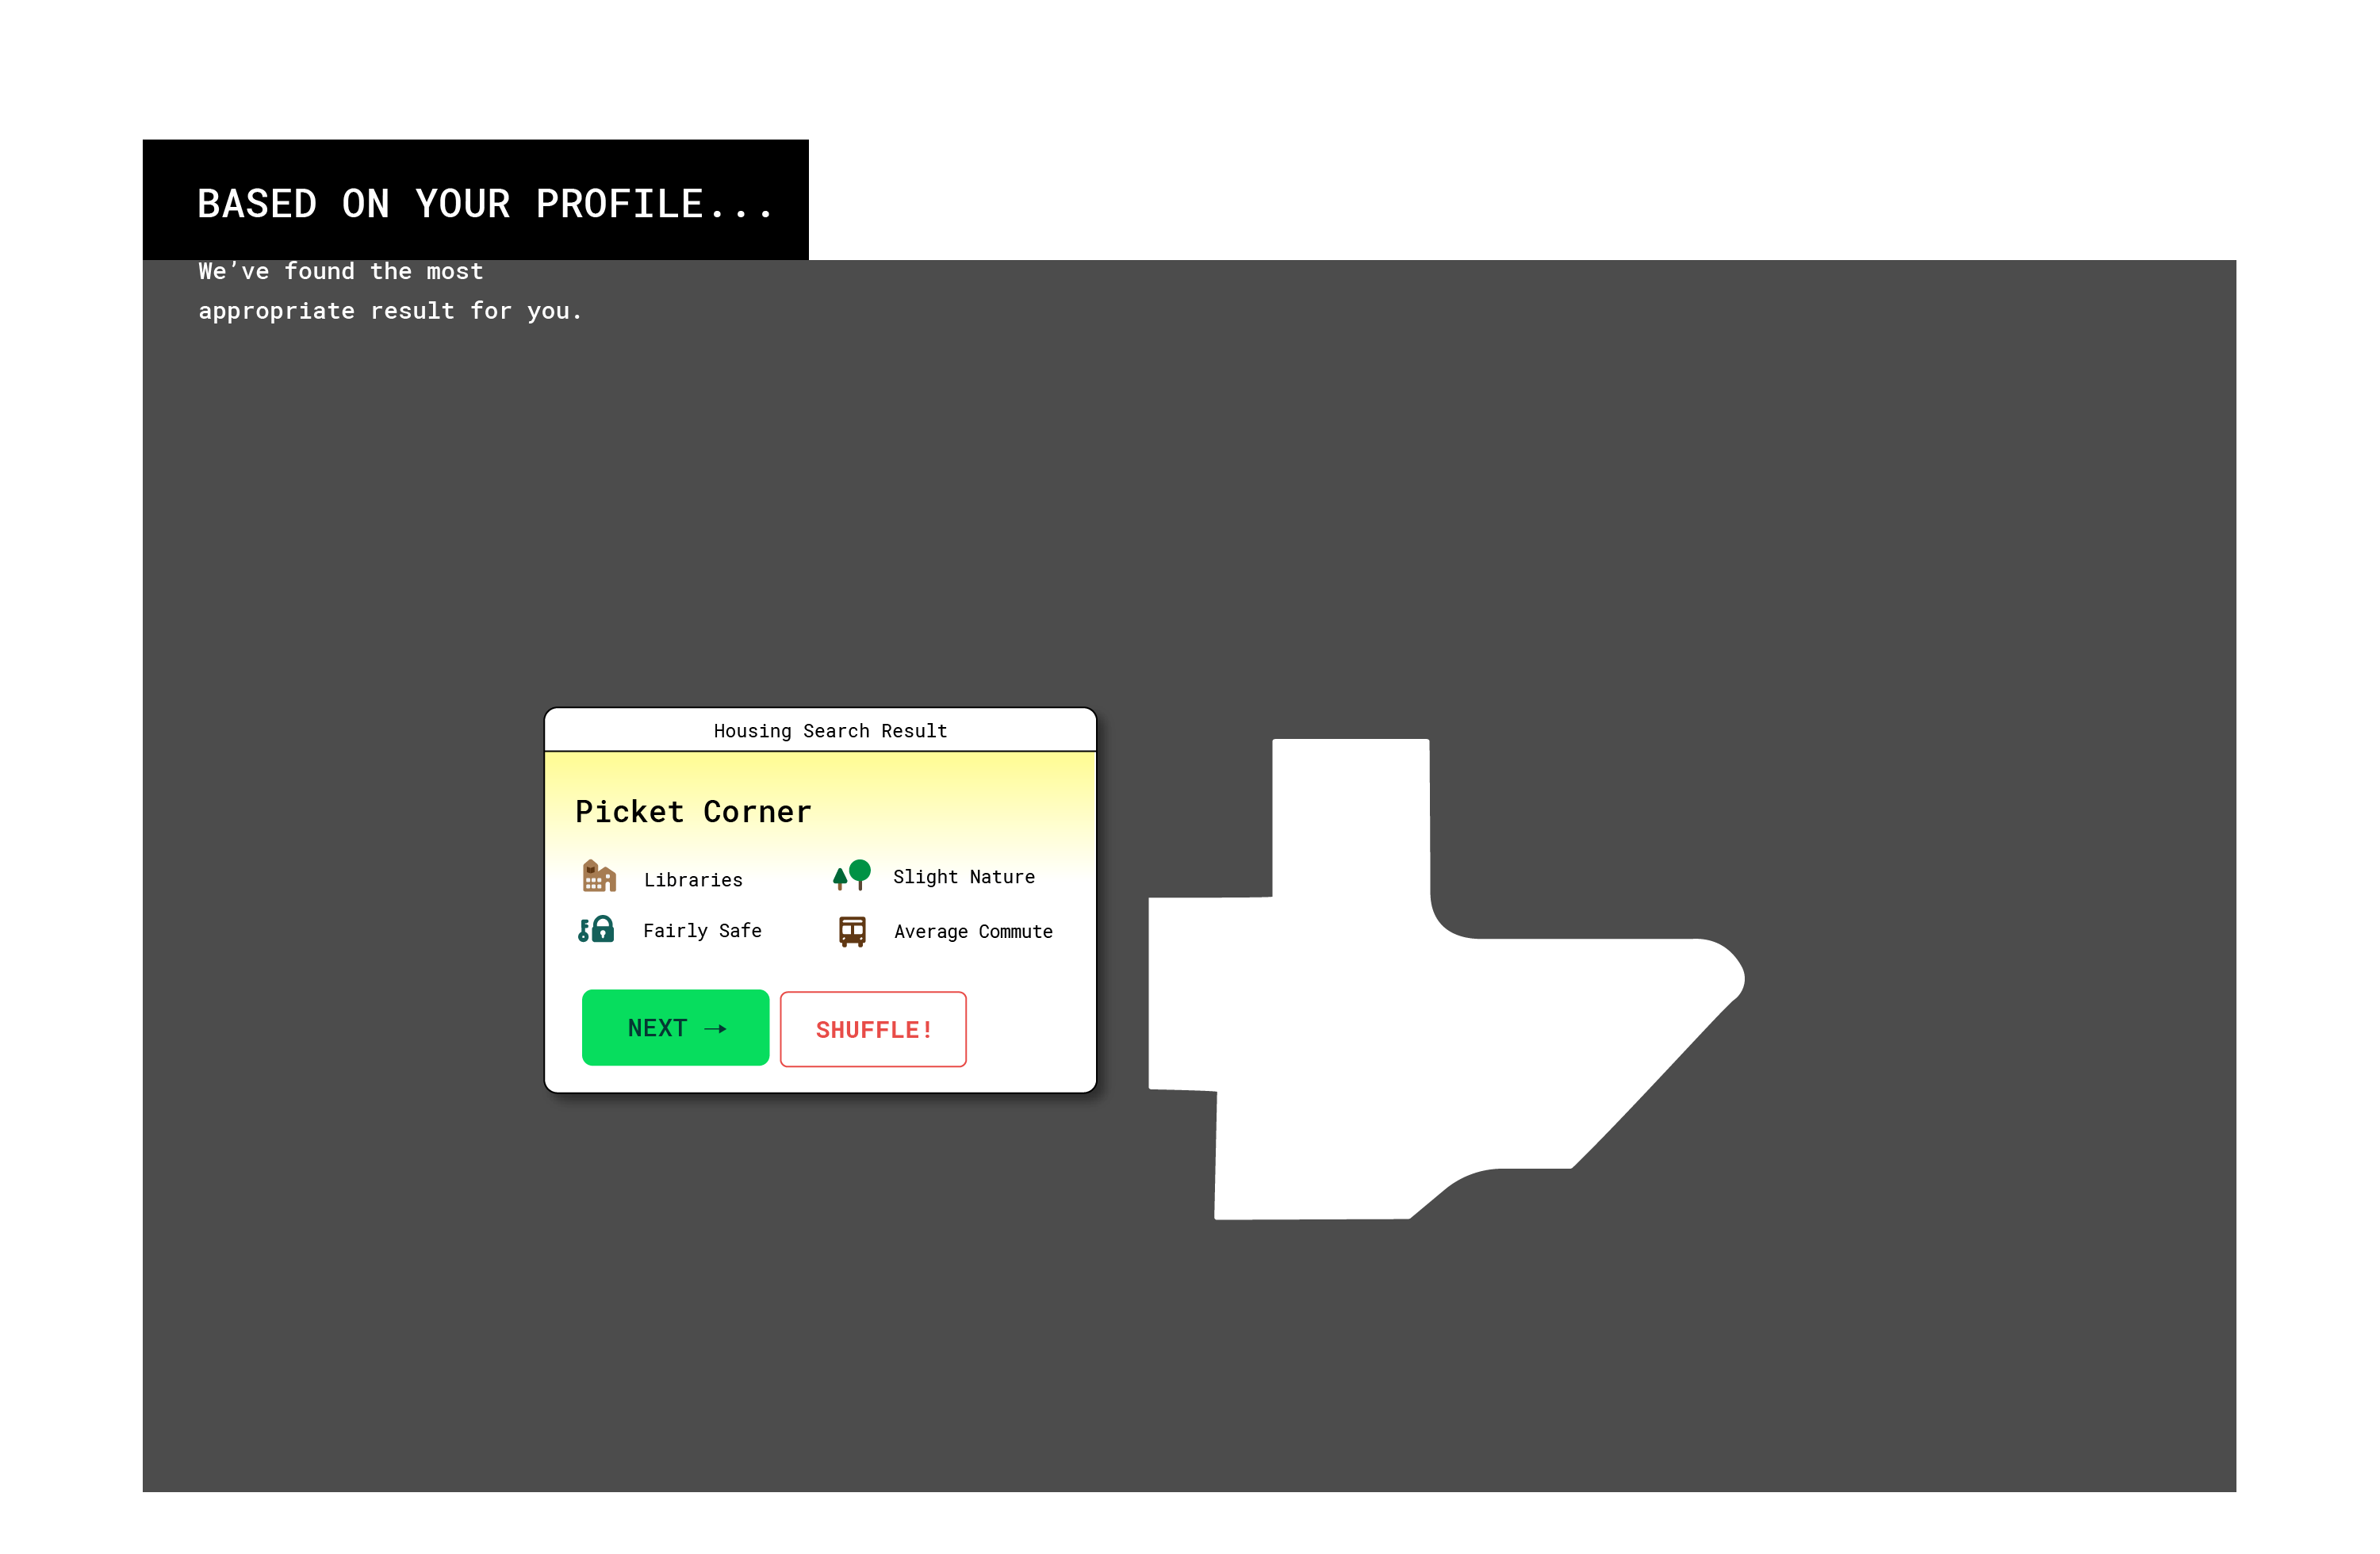 BASED ON YOUR PROFILE...
We’ve found the most
appropriate result for you.
Housing Search Result
Picket Corner
Libraries
Slight Nature
Fairly Safe
Average Commute
NEXT →
SHUFFLE!